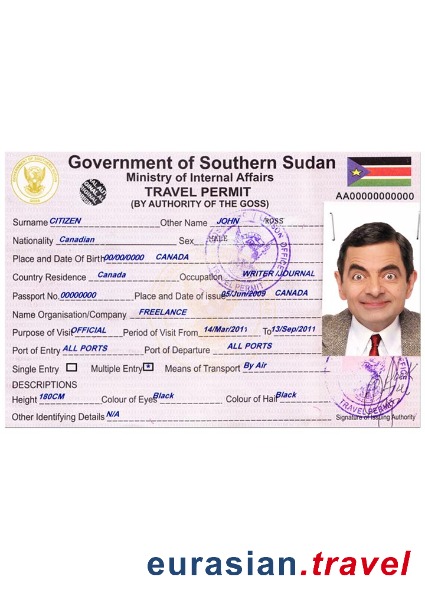 Government of Southern Sudan
Ministry of Internal Affairs
TRAVEL PERMIT
(BY AUTHORITY OF THE GOSS)
AA00000000000
Surname CITIZEN Other Name JOHN ROSS
Nationality Canadian Sex MALE
Place and Date Of Birth 00/00/0000 CANADA
Country Residence Canada Occupation WRITER /JOURNAL
Passport No. 00000000 Place and Date of issue 05/Jun/2009 CANADA
Name Organisation/Company FREELANCE
Purpose of Visit OFFICIAL Period of Visit From 14/Mar/2011 To 13/Sep/2011
Port of Entry ALL PORTS Port of Departure ALL PORTS
Single Entry Multiple Entry Means of Transport By Air
DESCRIPTIONS
Height 180CM Colour of Eyes Black Colour of Hair Black
Other Identifying Details N/A
TRAVEL PERMIT
Signature of Issuing Authority
eurasian.travel